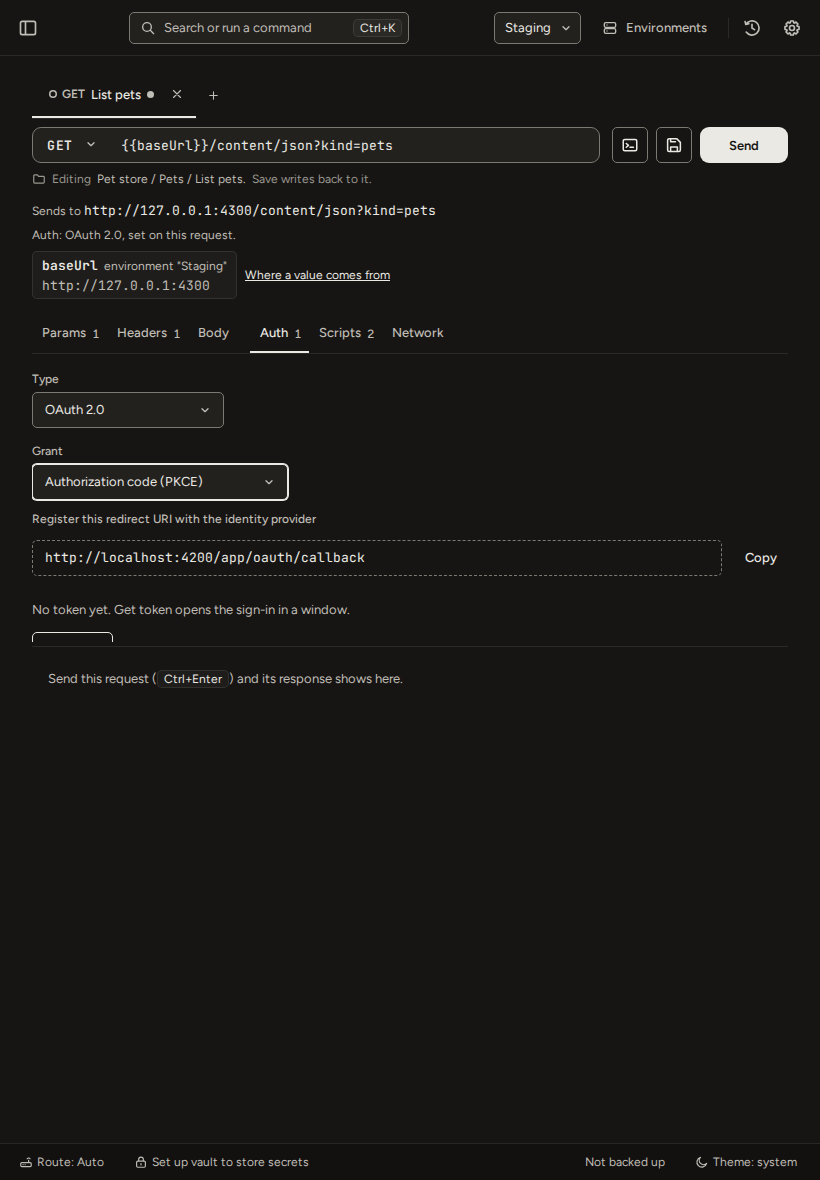 Search or run a command Ctrl+K Staging Environments
GET List pets
GET {{baseUrl}}/content/json?kind=pets Send
Editing Pet store / Pets / List pets. Save writes back to it.
Sends to http://127.0.0.1:4300/content/json?kind=pets
Auth: OAuth 2.0, set on this request.
baseUrl environment "Staging"
http://127.0.0.1:4300
Where a value comes from
Params 1 Headers 1 Body Auth 1 Scripts 2 Network
Type
OAuth 2.0
Grant
Authorization code (PKCE)
Register this redirect URI with the identity provider
http://localhost:4200/app/oauth/callback Copy
No token yet. Get token opens the sign-in in a window.
Send this request (Ctrl+Enter) and its response shows here.
Route: Auto Set up vault to store secrets Not backed up Theme: system